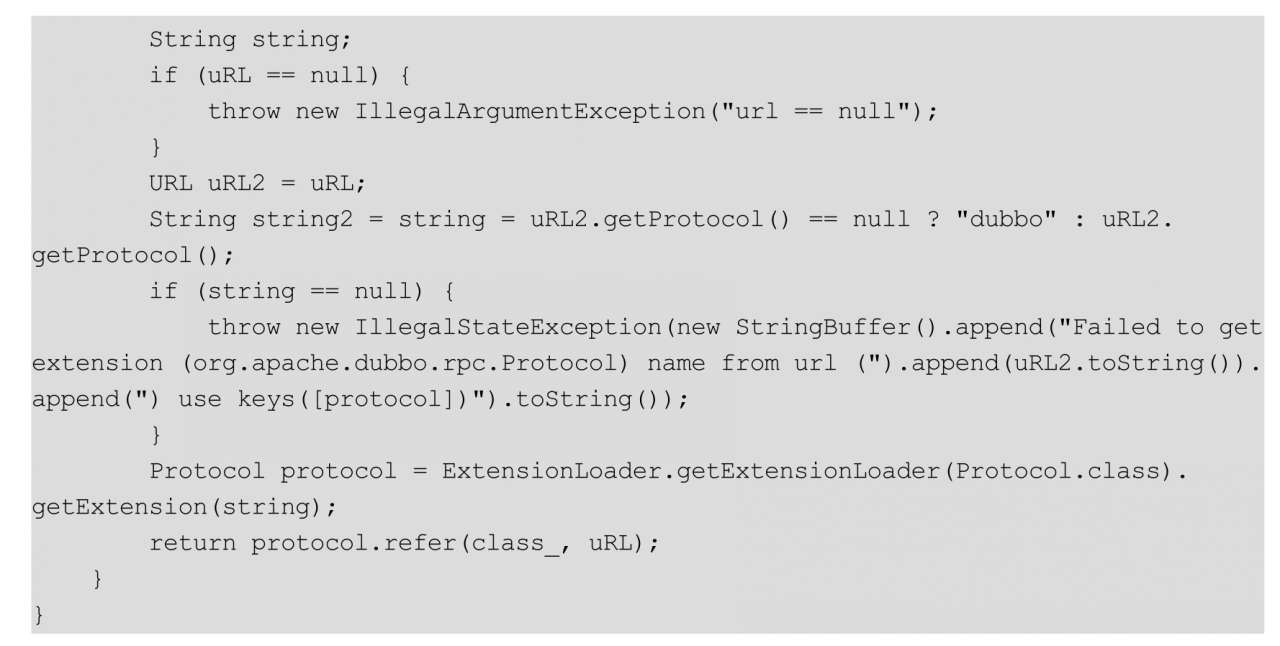 String string;
if (uRL == null) {
throw new IllegalArgumentException("url == null");
}
URL uRL2 = uRL;
String string2 = string = uRL2.getProtocol() == null ? "dubbo" : uRL2.
getProtocol();
if (string == null) {
throw new IllegalStateException(new StringBuffer().append("Failed to get
extension (org.apache.dubbo.rpc.Protocol) name from url (").append(uRL2.toString()).
append(") use keys([protocol])").toString());
}
Protocol protocol = ExtensionLoader.getExtensionLoader(Protocol.class).
getExtension(string);
return protocol.refer(class_, uRL);
}
}